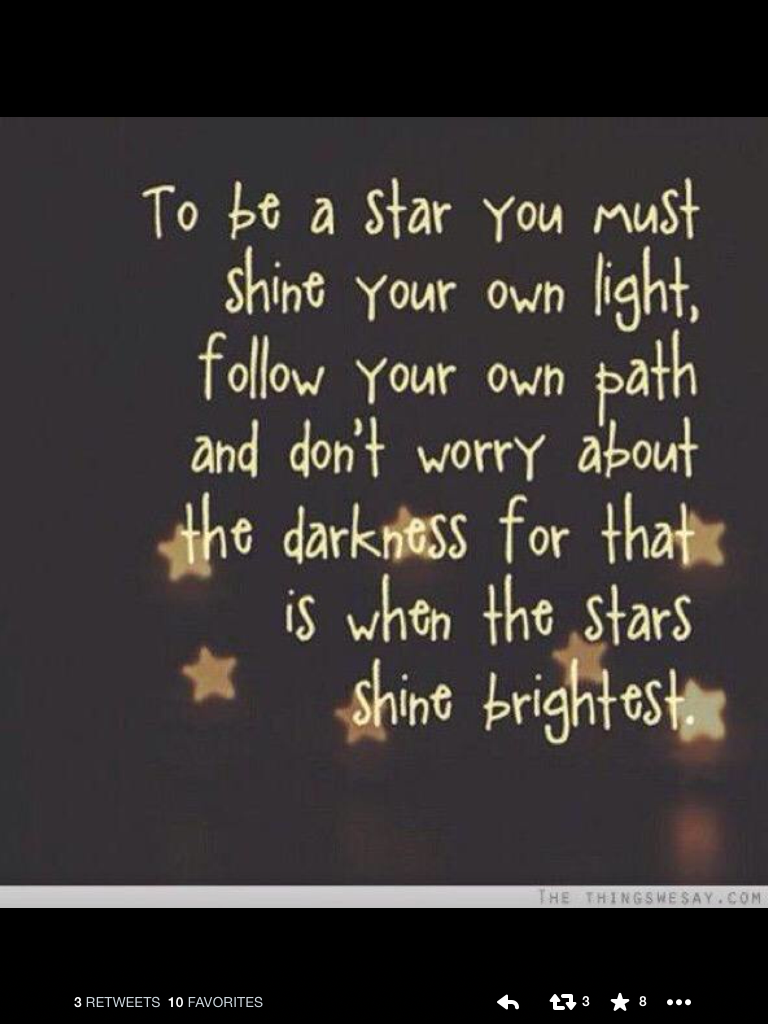 To be a star you must
shine your own light,
follow your own path
and don't worry about
the darkness for that
is when the stars
shine brightest.
THE THINGSWESAY.COM
3 RETWEETS 10 FAVORITES
3
8